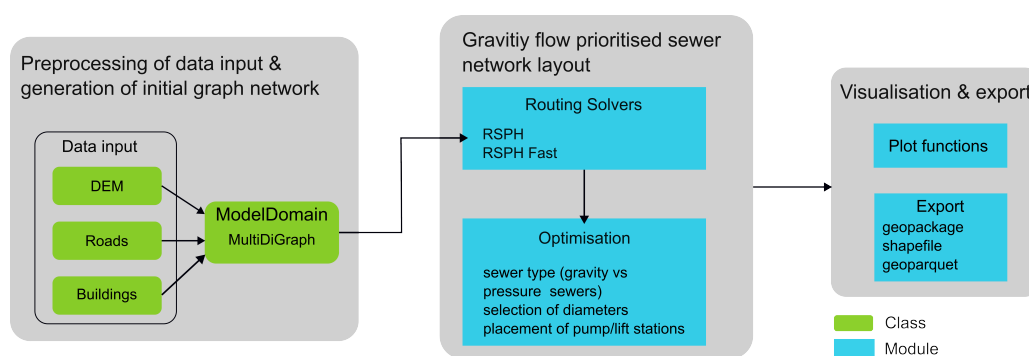 Preprocessing of data input &
generation of initial graph network
Data input
DEM
Roads
Buildings
ModelDomain
MultiDiGraph
Gravitiy flow prioritised sewer
network layout
Routing Solvers
RSPH
RSPH Fast
Optimisation
sewer type (gravity vs
pressure sewers)
selection of diameters
placement of pump/lift stations
Visualisation & export
Plot functions
Export
geopackage
shapefile
geoparquet
Class
Module